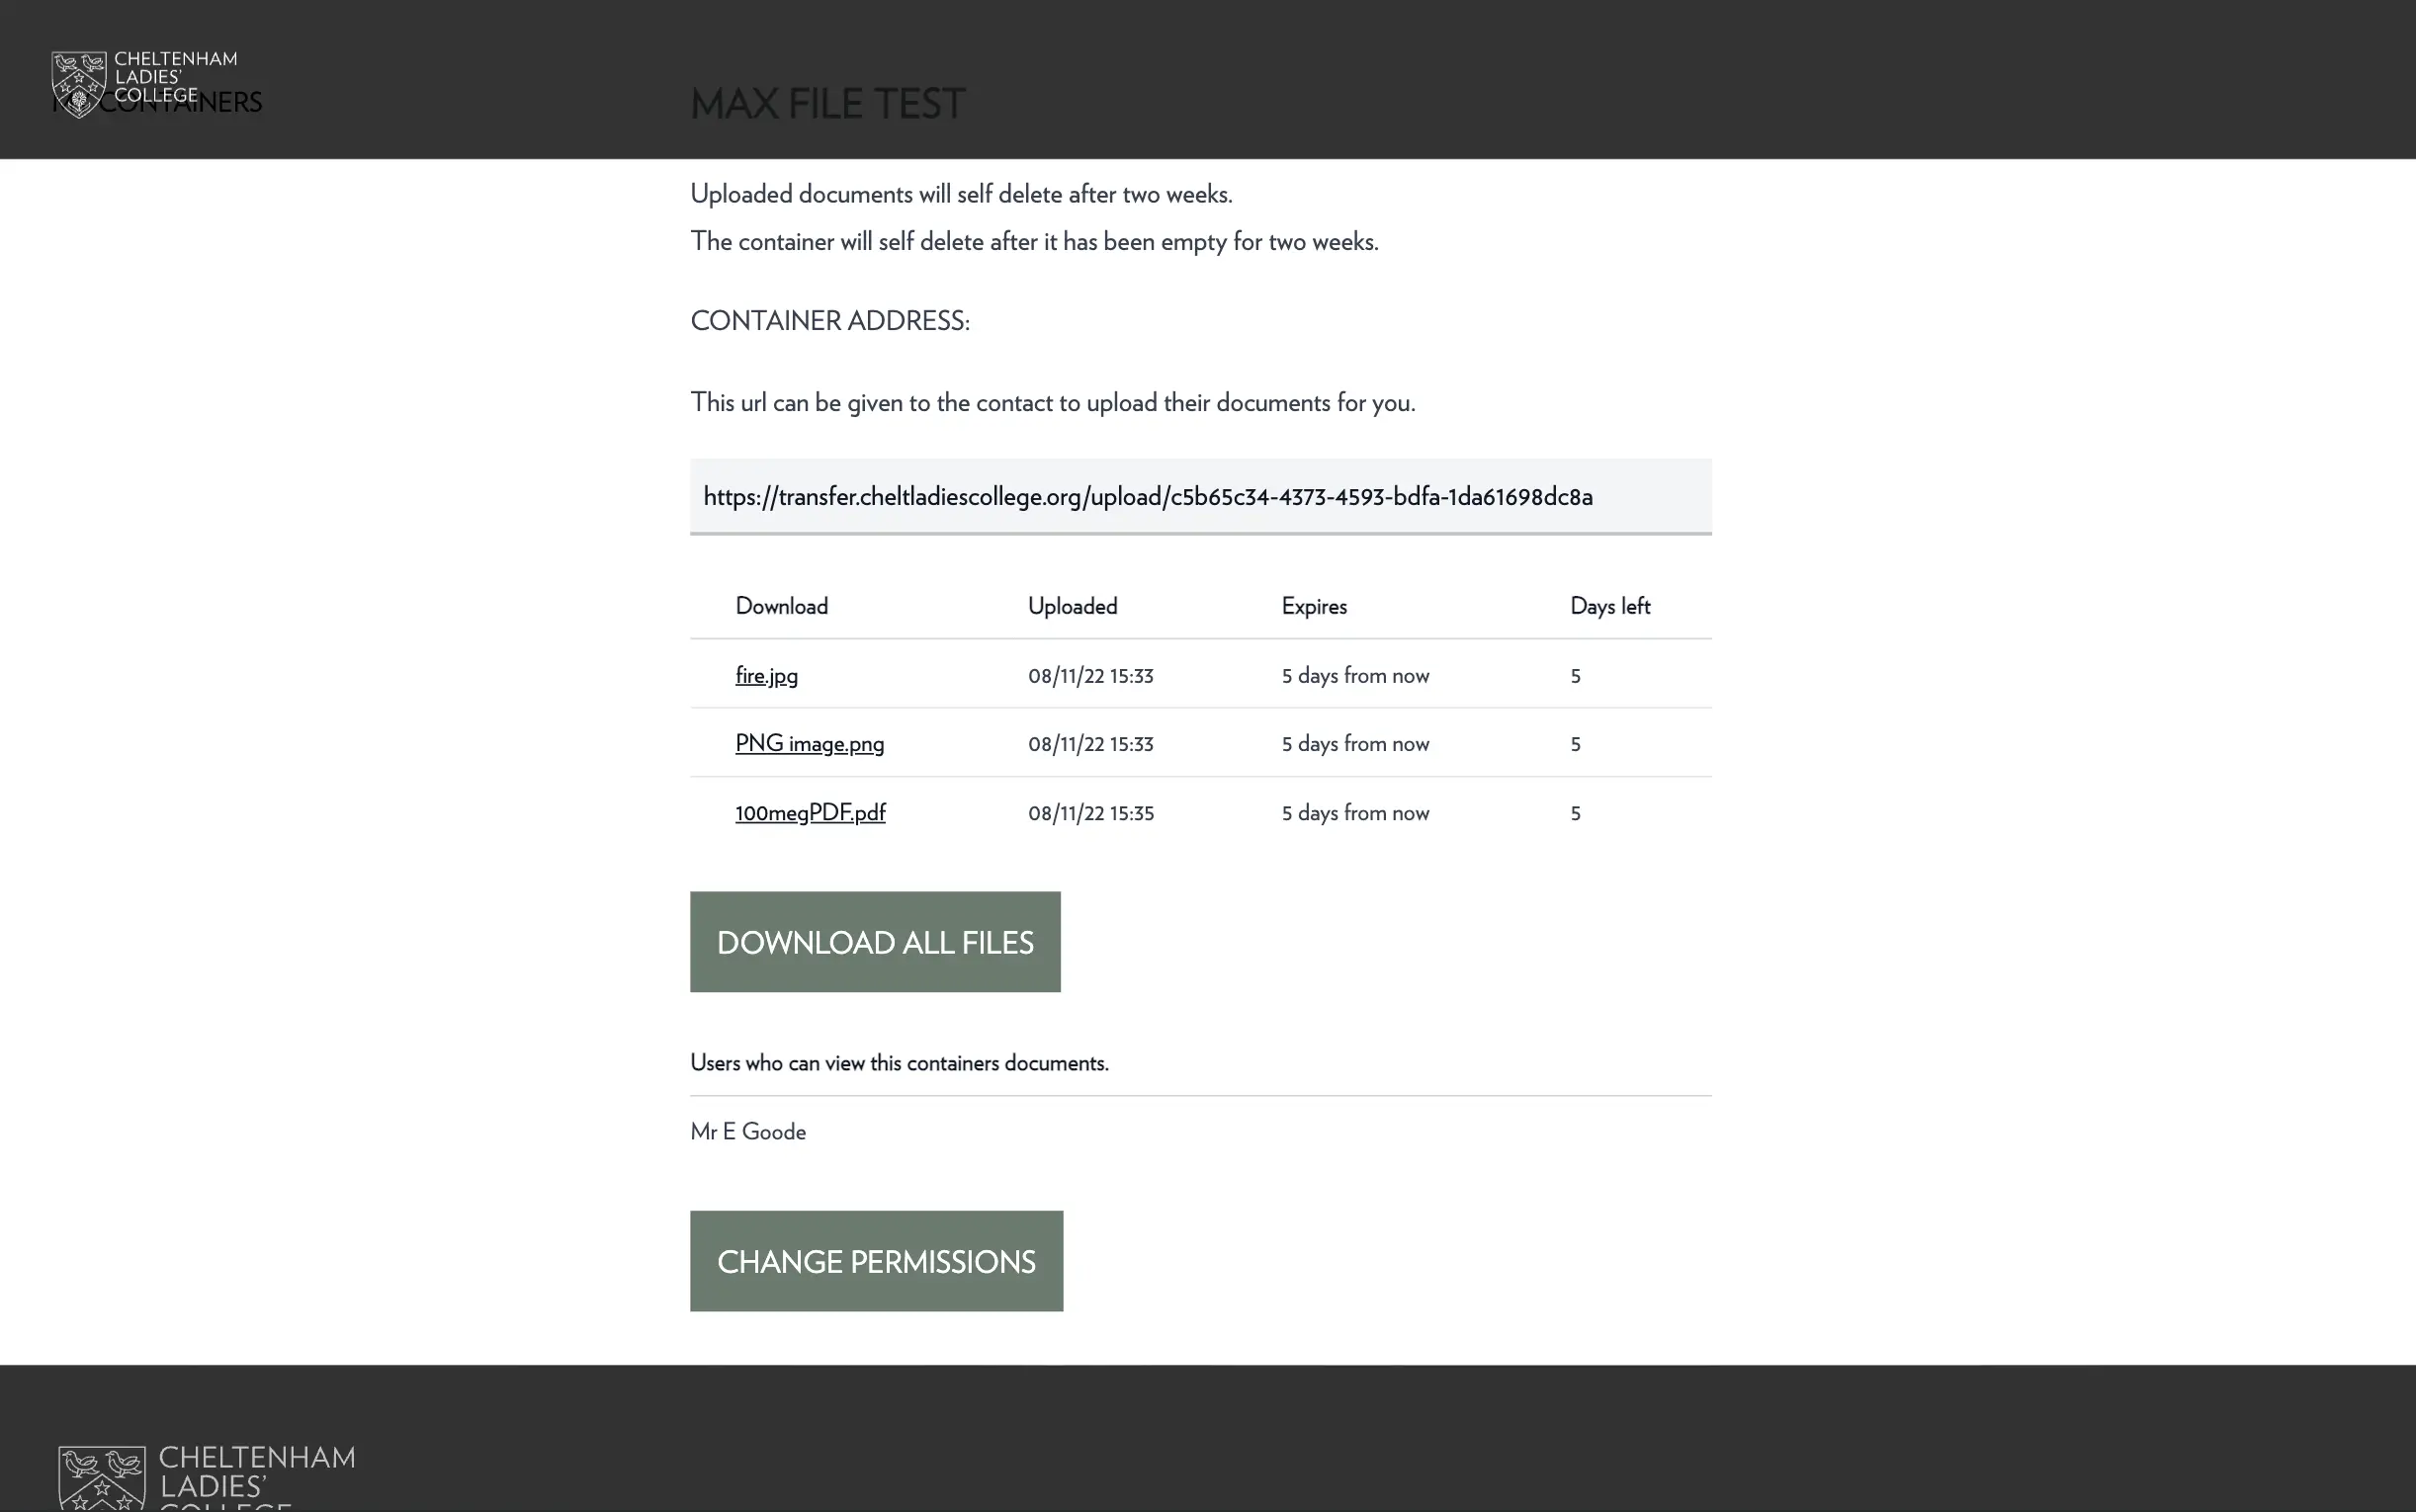 CHELTENHAM
LADIES'
COLLEGE
CONTAINERS
MAX FILE TEST
Uploaded documents will self delete after two weeks.
The container will self delete after it has been empty for two weeks.
CONTAINER ADDRESS:
This url can be given to the contact to upload their documents for you.
https://transfer.cheltladiescollege.org/upload/c5b65c34-4373-4593-bdfa-1da61698dc8a
Download Uploaded Expires Days left
fire.jpg 08/11/22 15:33 5 days from now 5
PNG image.png 08/11/22 15:33 5 days from now 5
100megPDF.pdf 08/11/22 15:35 5 days from now 5
DOWNLOAD ALL FILES
Users who can view this containers documents.
Mr E Goode
CHANGE PERMISSIONS
CHELTENHAM
LADIES'
COLLEGE